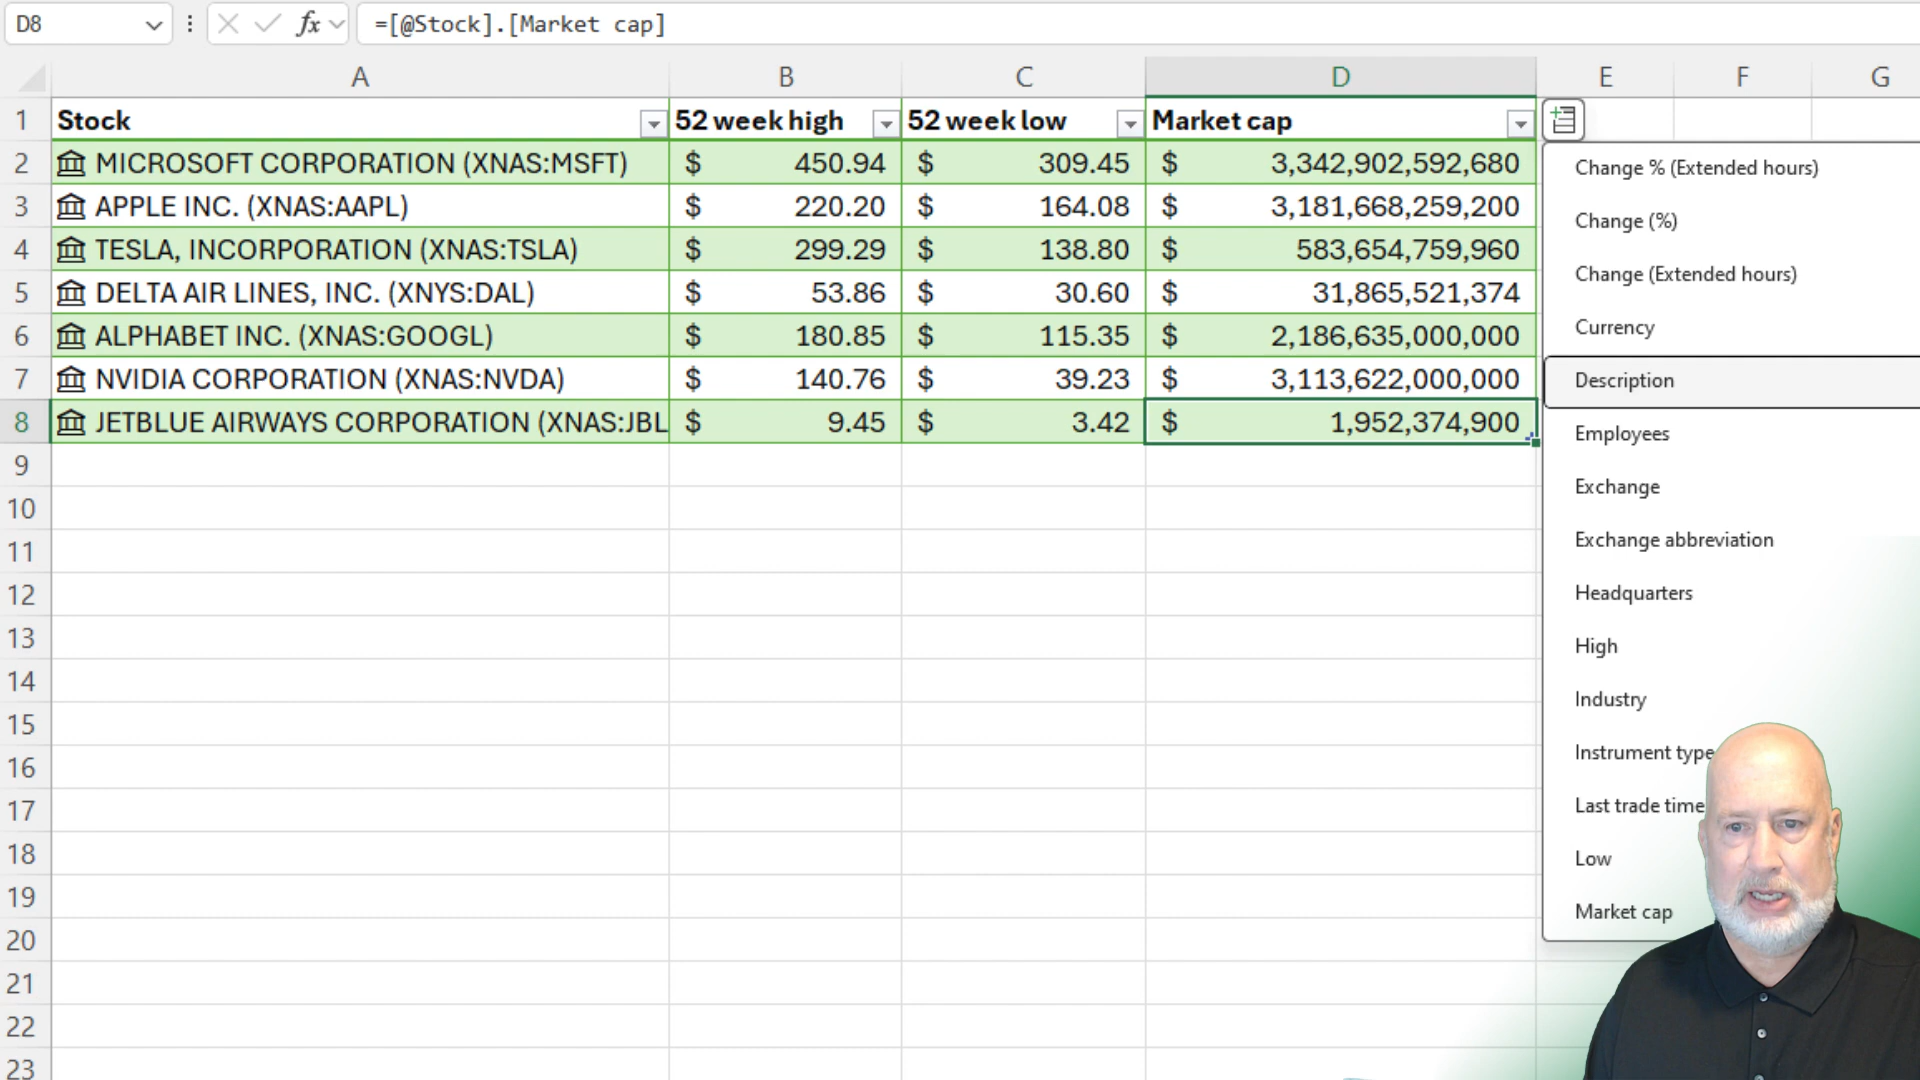 D8 fx =[@Stock].[Market cap]
A B C D E F G
1 Stock 52 week high 52 week low Market cap
2 MICROSOFT CORPORATION (XNAS:MSFT) $ 450.94 $ 309.45 $ 3,342,902,592,680
3 APPLE INC. (XNAS:AAPL) $ 220.20 $ 164.08 $ 3,181,668,259,200
4 TESLA, INCORPORATION (XNAS:TSLA) $ 299.29 $ 138.80 $ 583,654,759,960
5 DELTA AIR LINES, INC. (XNYS:DAL) $ 53.86 $ 30.60 $ 31,865,521,374
6 ALPHABET INC. (XNAS:GOOGL) $ 180.85 $ 115.35 $ 2,186,635,000,000
7 NVIDIA CORPORATION (XNAS:NVDA) $ 140.76 $ 39.23 $ 3,113,622,000,000
8 JETBLUE AIRWAYS CORPORATION (XNAS:JBL $ 9.45 $ 3.42 $ 1,952,374,900
9
10
11
12
13
14
15
16
17
18
19
20
21
22
23
Change % (Extended hours)
Change (%)
Change (Extended hours)
Currency
Description
Employees
Exchange
Exchange abbreviation
Headquarters
High
Industry
Instrument type
Last trade time
Low
Market cap